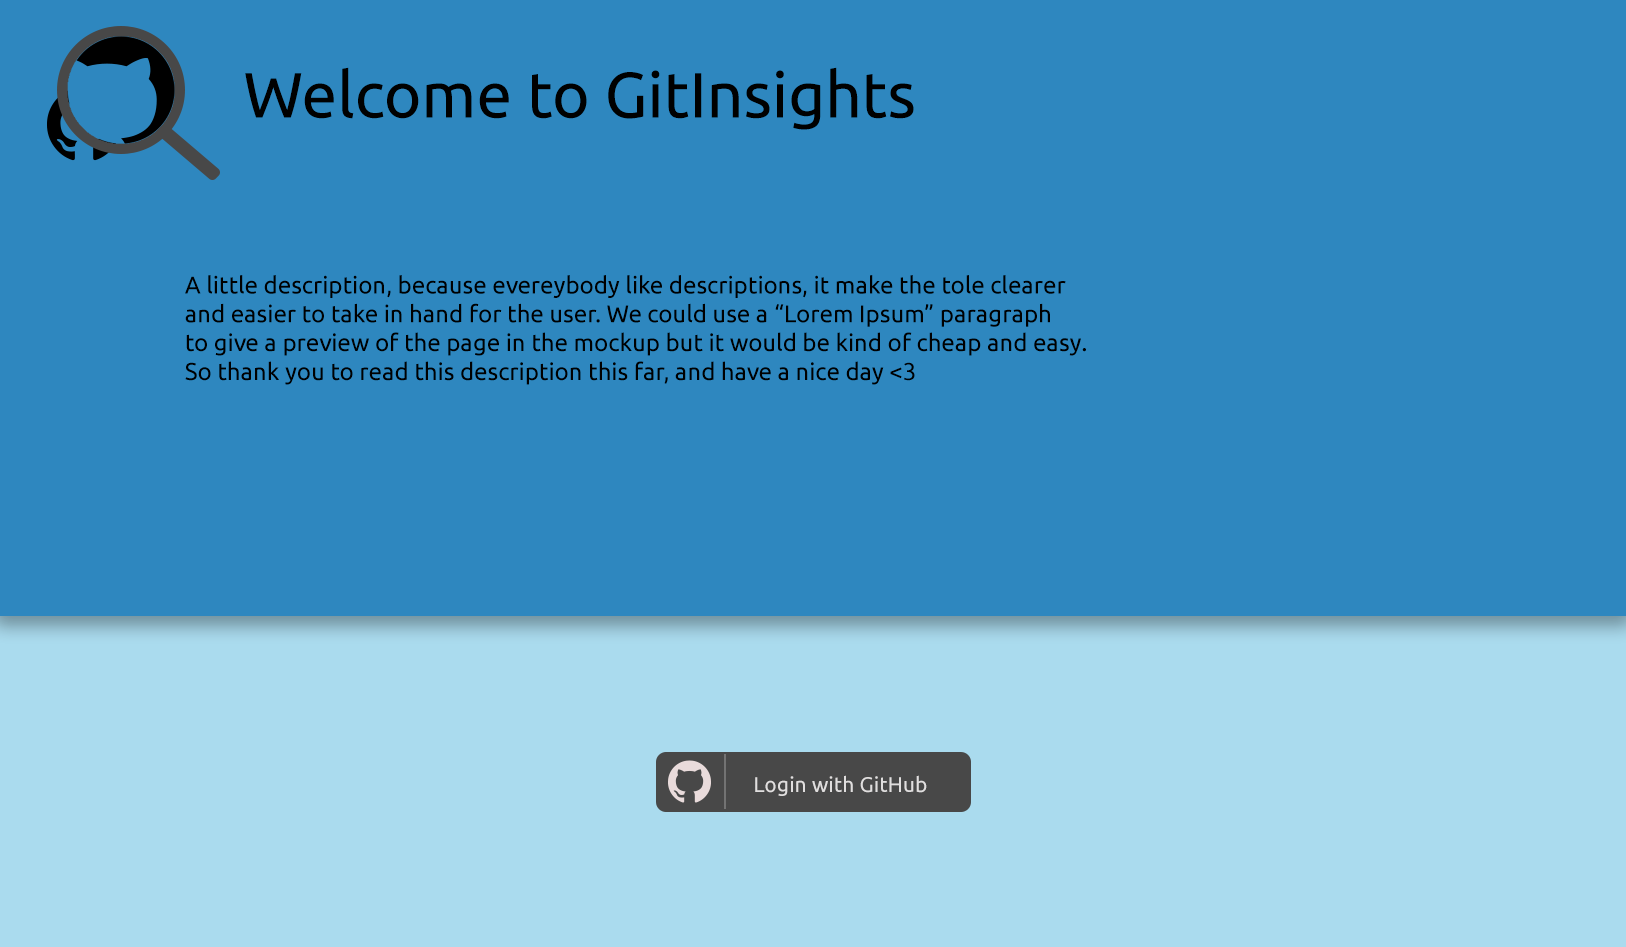 Welcome to GitInsights
A little description, because evereybody like descriptions, it make the tole clearer
and easier to take in hand for the user. We could use a “Lorem Ipsum” paragraph
to give a preview of the page in the mockup but it would be kind of cheap and easy.
So thank you to read this description this far, and have a nice day <3
Login with GitHub